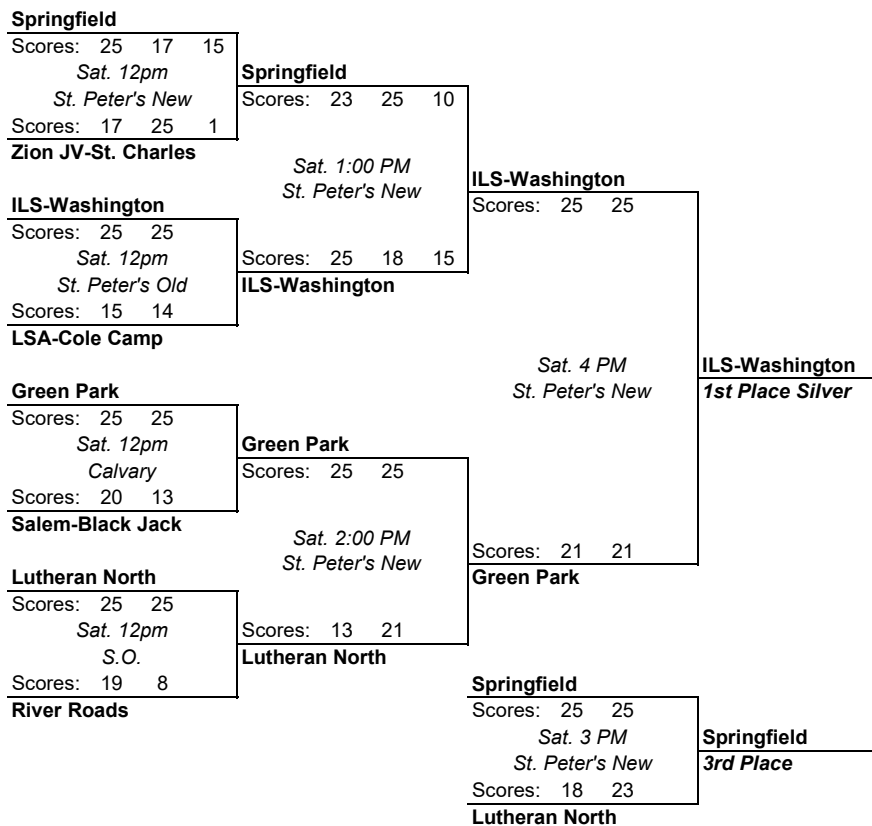 Springfield
Scores: 25 17 15
Sat. 12pm
St. Peter's New
Scores: 17 25 1
Zion JV-St. Charles
Springfield
Scores: 23 25 10
Sat. 1:00 PM
St. Peter's New
Scores: 25 18 15
ILS-Washington
ILS-Washington
Scores: 25 25
Sat. 12pm
St. Peter's Old
Scores: 15 14
LSA-Cole Camp
ILS-Washington
Scores: 25 25
Sat. 4 PM
St. Peter's New
Scores: 21 21
Green Park
ILS-Washington
1st Place Silver
Green Park
Scores: 25 25
Sat. 12pm
Calvary
Scores: 20 13
Salem-Black Jack
Green Park
Scores: 25 25
Sat. 2:00 PM
St. Peter's New
Scores: 13 21
Lutheran North
Lutheran North
Scores: 25 25
Sat. 12pm
S.O.
Scores: 19 8
River Roads
Springfield
Scores: 25 25
Sat. 3 PM
St. Peter's New
Scores: 18 23
Lutheran North
Springfield
3rd Place